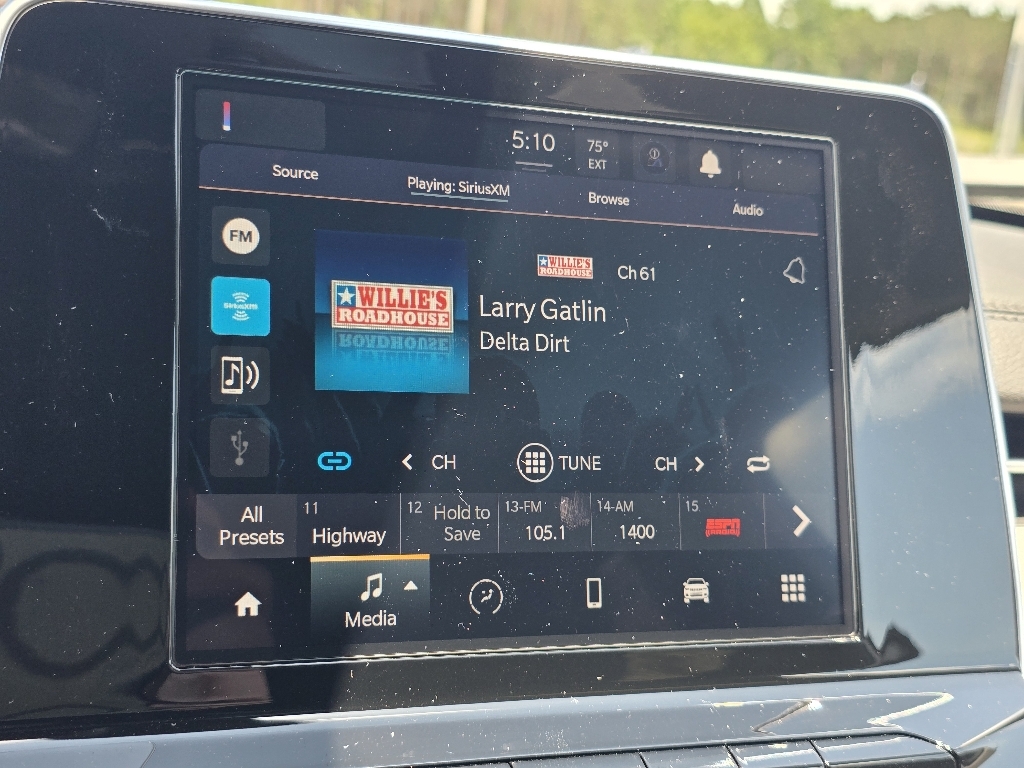 5:10
75°
EXT
Source
Playing: SiriusXM
Browse
Audio
FM
SiriusXM
WILLIE'S
ROADHOUSE
WILLIE'S
ROADHOUSE
Ch 61
Larry Gatlin
Delta Dirt
CH
TUNE
CH
All
Presets
11
Highway
12
Hold to
Save
13-FM
105.1
14-AM
1400
15
ESPN
Media